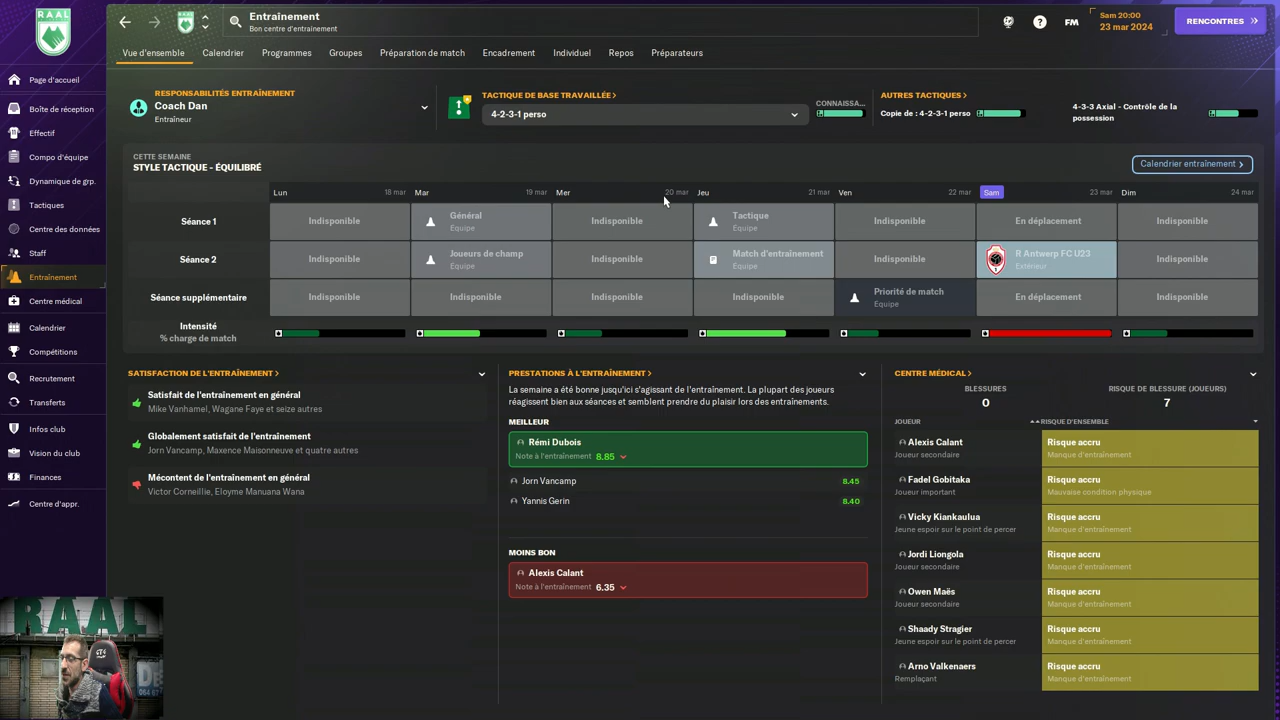 RAAL
Entraînement
Bon centre d'entrainement
FM
Sam 20:00
23 mar 2024
RENCONTRES
Vue d'ensemble
Calendrier
Programmes
Groupes
Préparation de match
Encadrement
Individuel
Repos
Préparateurs
Page d'accueil
Boîte de réception
Effectif
Compo d'équipe
Dynamique de grp.
Tactiques
Centre des données
Staff
Entraînement
Centre médical
Calendrier
Compétitions
Recrutement
Transferts
Infos club
Vision du club
Finances
Centre d'appr.
RESPONSABILITÉS ENTRAÎNEMENT
Coach Dan
Entraîneur
TACTIQUE DE BASE TRAVAILLÉE
4-2-3-1 perso
CONNAISSA...
AUTRES TACTIQUES
Copie de : 4-2-3-1 perso
4-3-3 Axial - Contrôle de la
possession
CETTE SEMAINE
STYLE TACTIQUE - ÉQUILIBRÉ
Calendrier entraînement
Lun 18 mar Mar 19 mar Mer 20 mar Jeu 21 mar Ven 22 mar Sam 23 mar Dim 24 mar
Séance 1
Indisponible
Général
Équipe
Indisponible
Tactique
Équipe
Indisponible
En déplacement
Indisponible
Séance 2
Indisponible
Joueurs de champ
Équipe
Indisponible
Match d'entraînement
Équipe
Indisponible
R Antwerp FC U23
Extérieur
Indisponible
Séance supplémentaire
Indisponible
Indisponible
Indisponible
Indisponible
Priorité de match
Équipe
En déplacement
Indisponible
Intensité
% charge de match
SATISFACTION DE L'ENTRAÎNEMENT
Satisfait de l'entraînement en général
Mike Vanhamel, Wagane Faye et seize autres
Globalement satisfait de l'entraînement
Jorn Vancamp, Maxence Maisonneuve et quatre autres
Mécontent de l'entraînement en général
Victor Corneillie, Eloyme Manuana Wana
PRESTATIONS À L'ENTRAÎNEMENT
La semaine a été bonne jusqu'ici s'agissant de l'entraînement. La plupart des joueurs
réagissent bien aux séances et semblent prendre du plaisir lors des entraînements.
MEILLEUR
Rémi Dubois
Note à l'entraînement 8.85
Jorn Vancamp 8.45
Yannis Gerin 8.40
MOINS BON
Alexis Calant
Note à l'entraînement 6.35
CENTRE MÉDICAL
BLESSURES
0
RISQUE DE BLESSURE (JOUEURS)
7
JOUEUR
RISQUE D'ENSEMBLE
Alexis Calant
Joueur secondaire
Risque accru
Manque d'entraînement
Fadel Gobitaka
Joueur important
Risque accru
Mauvaise condition physique
Vicky Kiankaulua
Jeune espoir sur le point de percer
Risque accru
Manque d'entraînement
Jordi Liongola
Joueur secondaire
Risque accru
Manque d'entraînement
Owen Maës
Joueur secondaire
Risque accru
Manque d'entraînement
Shaady Stragier
Jeune espoir sur le point de percer
Risque accru
Manque d'entraînement
Arno Valkenaers
Remplaçant
Risque accru
Manque d'entraînement
RAAL